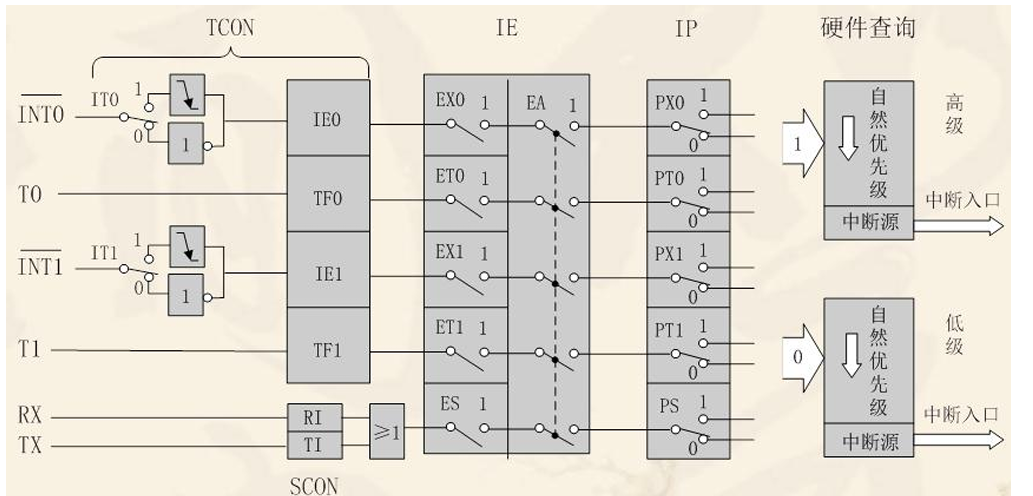 TCON IE IP 硬件查询
INT0 IT0 1 0 1 IE0 EX0 1 EA 1 PX0 1 0 1 自然优先级 高级
T0 TF0 ET0 1 PT0 1 0 中断源 中断入口
INT1 IT1 1 0 1 IE1 EX1 1 PX1 1 0
T1 TF1 ET1 1 PT1 1 0 0 自然优先级 低级
RX RI ≥1 ES 1 PS 1 0 中断源 中断入口
TX TI
SCON